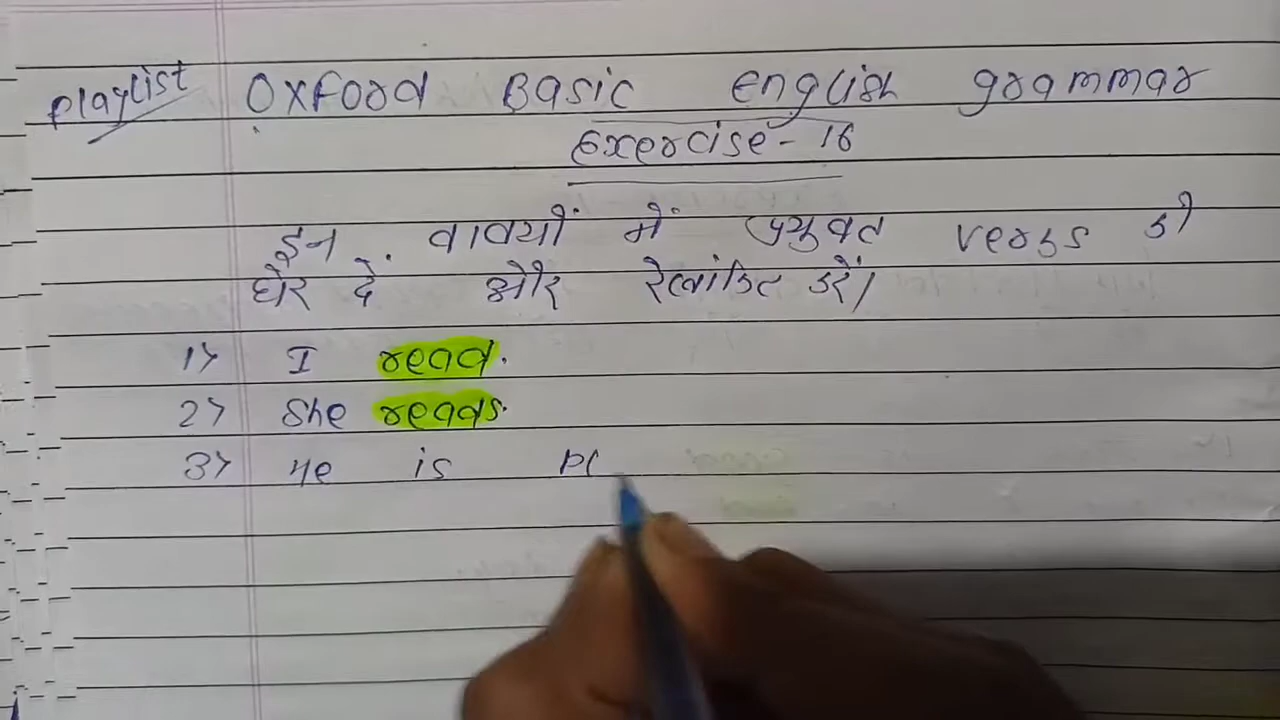 Playlist Oxford Basic English grammar
Exercise - 16
इन वाक्यों में प्रयुक्त verbs को
घेर दें और रेखांकित करें।
1> I read.
2> She reads.
3> He is pl